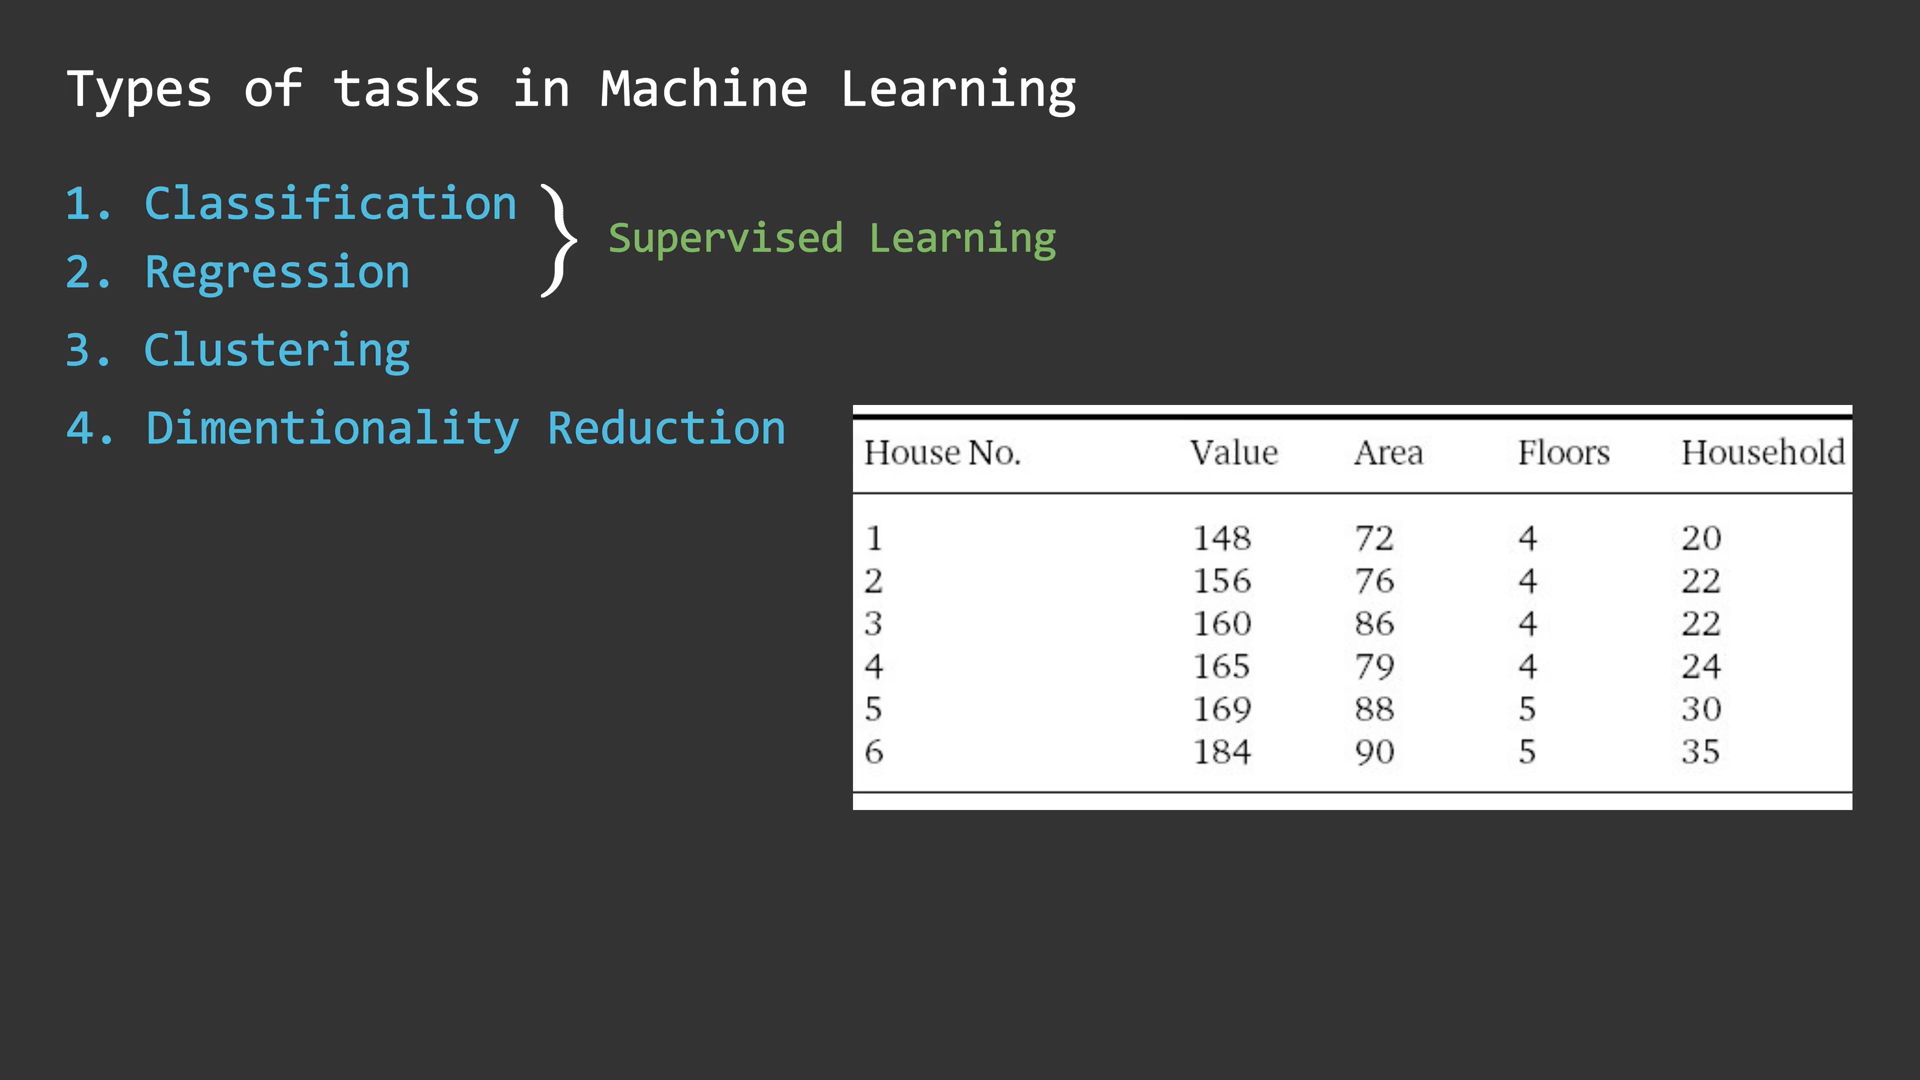 Types of tasks in Machine Learning
1. Classification
2. Regression
Supervised Learning
3. Clustering
4. Dimentionality Reduction
House No. Value Area Floors Household
1 148 72 4 20
2 156 76 4 22
3 160 86 4 22
4 165 79 4 24
5 169 88 5 30
6 184 90 5 35